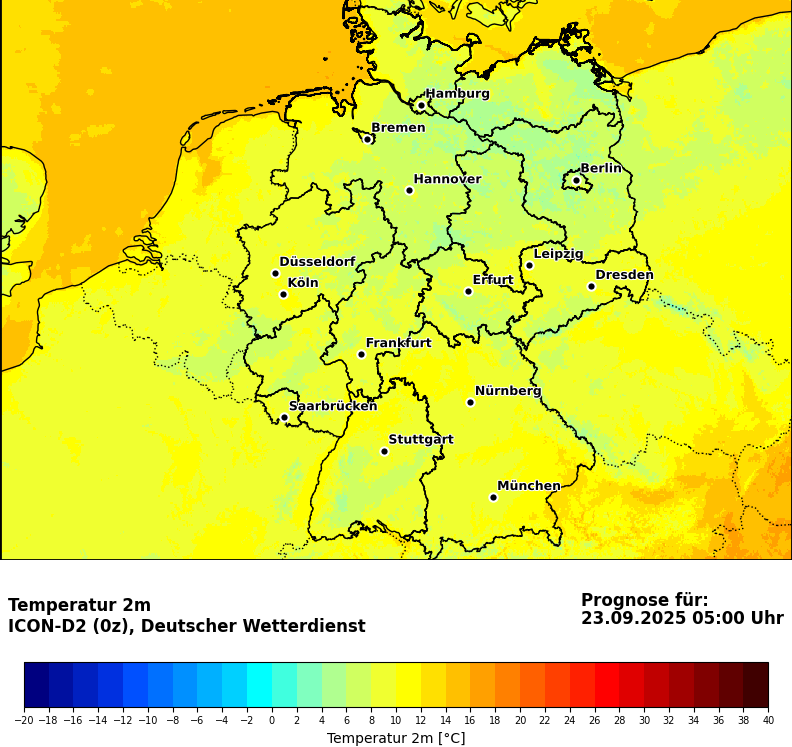 Hamburg
Bremen
Berlin
Hannover
Leipzig
Düsseldorf
Dresden
Köln
Erfurt
Frankfurt
Nürnberg
Saarbrücken
Stuttgart
München
Temperatur 2m
ICON-D2 (0z), Deutscher Wetterdienst
Prognose für:
23.09.2025 05:00 Uhr
−20 −18 −16 −14 −12 −10 −8 −6 −4 −2 0 2 4 6 8 10 12 14 16 18 20 22 24 26 28 30 32 34 36 38 40
Temperatur 2m [°C]